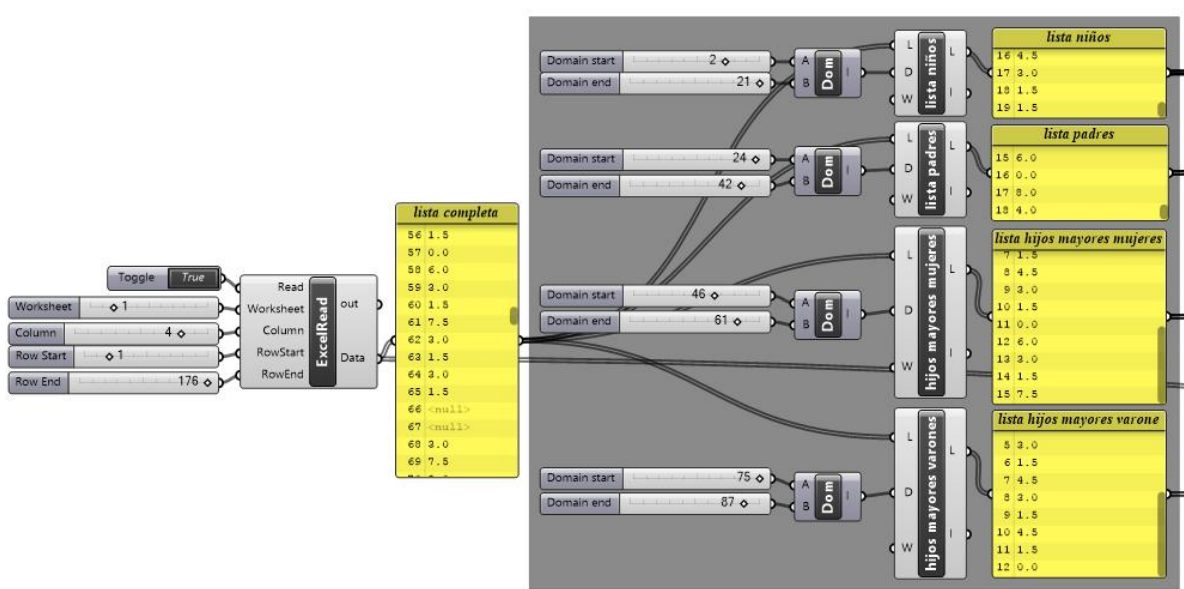 Toggle True
Worksheet 1
Column 4
Row Start 1
Row End 176
Read
Worksheet
Column
RowStart
RowEnd
ExcelRead
out
Data
lista completa
56 1.5
57 0.0
58 6.0
59 3.0
60 1.5
61 7.5
62 3.0
63 1.5
64 3.0
65 1.5
66 <null>
67 <null>
68 3.0
69 7.5
Domain start 2
Domain end 21
A
B
Dom
I
L
D
W
lista niños
L
I
lista niños
16 4.5
17 3.0
18 1.5
19 1.5
Domain start 24
Domain end 42
A
B
Dom
I
L
D
W
lista padres
L
I
lista padres
15 6.0
16 0.0
17 8.0
18 4.0
Domain start 46
Domain end 61
A
B
Dom
I
L
D
W
hijos mayores mujeres
L
I
lista hijos mayores mujeres
7 1.5
8 4.5
9 3.0
10 1.5
11 0.0
12 6.0
13 3.0
14 1.5
15 7.5
Domain start 75
Domain end 87
A
B
Dom
I
L
D
W
hijos mayores varones
L
I
lista hijos mayores varone
5 3.0
6 1.5
7 4.5
8 3.0
9 1.5
10 4.5
11 1.5
12 0.0